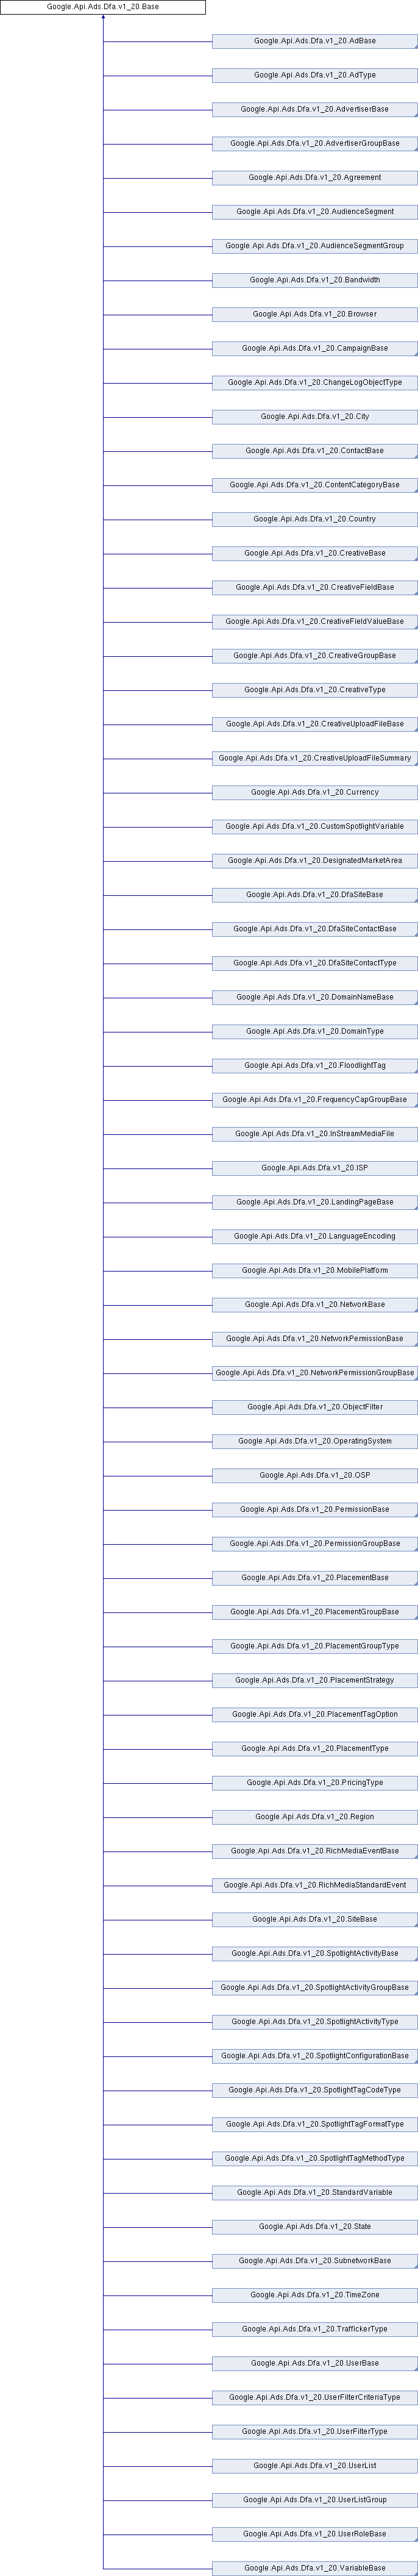 Google.Api.Ads.Dfa.v1_20.Base
Google.Api.Ads.Dfa.v1_20.AdBase
Google.Api.Ads.Dfa.v1_20.AdType
Google.Api.Ads.Dfa.v1_20.AdvertiserBase
Google.Api.Ads.Dfa.v1_20.AdvertiserGroupBase
Google.Api.Ads.Dfa.v1_20.Agreement
Google.Api.Ads.Dfa.v1_20.AudienceSegment
Google.Api.Ads.Dfa.v1_20.AudienceSegmentGroup
Google.Api.Ads.Dfa.v1_20.Bandwidth
Google.Api.Ads.Dfa.v1_20.Browser
Google.Api.Ads.Dfa.v1_20.CampaignBase
Google.Api.Ads.Dfa.v1_20.ChangeLogObjectType
Google.Api.Ads.Dfa.v1_20.City
Google.Api.Ads.Dfa.v1_20.ContactBase
Google.Api.Ads.Dfa.v1_20.ContentCategoryBase
Google.Api.Ads.Dfa.v1_20.Country
Google.Api.Ads.Dfa.v1_20.CreativeBase
Google.Api.Ads.Dfa.v1_20.CreativeFieldBase
Google.Api.Ads.Dfa.v1_20.CreativeFieldValueBase
Google.Api.Ads.Dfa.v1_20.CreativeGroupBase
Google.Api.Ads.Dfa.v1_20.CreativeType
Google.Api.Ads.Dfa.v1_20.CreativeUploadFileBase
Google.Api.Ads.Dfa.v1_20.CreativeUploadFileSummary
Google.Api.Ads.Dfa.v1_20.Currency
Google.Api.Ads.Dfa.v1_20.CustomSpotlightVariable
Google.Api.Ads.Dfa.v1_20.DesignatedMarketArea
Google.Api.Ads.Dfa.v1_20.DfaSiteBase
Google.Api.Ads.Dfa.v1_20.DfaSiteContactBase
Google.Api.Ads.Dfa.v1_20.DfaSiteContactType
Google.Api.Ads.Dfa.v1_20.DomainNameBase
Google.Api.Ads.Dfa.v1_20.DomainType
Google.Api.Ads.Dfa.v1_20.FloodlightTag
Google.Api.Ads.Dfa.v1_20.FrequencyCapGroupBase
Google.Api.Ads.Dfa.v1_20.InStreamMediaFile
Google.Api.Ads.Dfa.v1_20.ISP
Google.Api.Ads.Dfa.v1_20.LandingPageBase
Google.Api.Ads.Dfa.v1_20.LanguageEncoding
Google.Api.Ads.Dfa.v1_20.MobilePlatform
Google.Api.Ads.Dfa.v1_20.NetworkBase
Google.Api.Ads.Dfa.v1_20.NetworkPermissionBase
Google.Api.Ads.Dfa.v1_20.NetworkPermissionGroupBase
Google.Api.Ads.Dfa.v1_20.ObjectFilter
Google.Api.Ads.Dfa.v1_20.OperatingSystem
Google.Api.Ads.Dfa.v1_20.OSP
Google.Api.Ads.Dfa.v1_20.PermissionBase
Google.Api.Ads.Dfa.v1_20.PermissionGroupBase
Google.Api.Ads.Dfa.v1_20.PlacementBase
Google.Api.Ads.Dfa.v1_20.PlacementGroupBase
Google.Api.Ads.Dfa.v1_20.PlacementGroupType
Google.Api.Ads.Dfa.v1_20.PlacementStrategy
Google.Api.Ads.Dfa.v1_20.PlacementTagOption
Google.Api.Ads.Dfa.v1_20.PlacementType
Google.Api.Ads.Dfa.v1_20.PricingType
Google.Api.Ads.Dfa.v1_20.Region
Google.Api.Ads.Dfa.v1_20.RichMediaEventBase
Google.Api.Ads.Dfa.v1_20.RichMediaStandardEvent
Google.Api.Ads.Dfa.v1_20.SiteBase
Google.Api.Ads.Dfa.v1_20.SpotlightActivityBase
Google.Api.Ads.Dfa.v1_20.SpotlightActivityGroupBase
Google.Api.Ads.Dfa.v1_20.SpotlightActivityType
Google.Api.Ads.Dfa.v1_20.SpotlightConfigurationBase
Google.Api.Ads.Dfa.v1_20.SpotlightTagCodeType
Google.Api.Ads.Dfa.v1_20.SpotlightTagFormatType
Google.Api.Ads.Dfa.v1_20.SpotlightTagMethodType
Google.Api.Ads.Dfa.v1_20.StandardVariable
Google.Api.Ads.Dfa.v1_20.State
Google.Api.Ads.Dfa.v1_20.SubnetworkBase
Google.Api.Ads.Dfa.v1_20.TimeZone
Google.Api.Ads.Dfa.v1_20.TraffickerType
Google.Api.Ads.Dfa.v1_20.UserBase
Google.Api.Ads.Dfa.v1_20.UserFilterCriteriaType
Google.Api.Ads.Dfa.v1_20.UserFilterType
Google.Api.Ads.Dfa.v1_20.UserList
Google.Api.Ads.Dfa.v1_20.UserListGroup
Google.Api.Ads.Dfa.v1_20.UserRoleBase
Google.Api.Ads.Dfa.v1_20.VariableBase